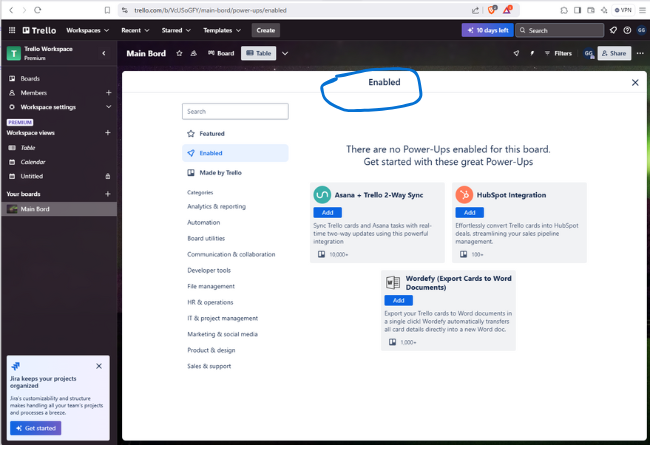 trello.com/b/VcIJSoGFY/main-bord/power-ups/enabled
VPN
Trello
Workspaces
Recent
Starred
Templates
Create
10 days left
Search
GG
Trello Workspace
Premium
Main Bord
Board
Table
Filters
GG
Share
Boards
Members
Workspace settings
PREMIUM
Workspace views
Table
Calendar
Untitled
Your boards
Main Bord
Jira keeps your projects
organized
Jira's customizability and structure
makes handling all your team's projects
and processes a breeze.
Get started
Enabled
Search
Featured
Enabled
Made by Trello
Categories
Analytics & reporting
Automation
Board utilities
Communication & collaboration
Developer tools
File management
HR & operations
IT & project management
Marketing & social media
Product & design
Sales & support
There are no Power-Ups enabled for this board.
Get started with these great Power-Ups
Asana + Trello 2-Way Sync
Add
Sync Trello cards and Asana tasks with real-
time two-way updates using this powerful
integration
10,000+
HubSpot Integration
Add
Effortlessly convert Trello cards into HubSpot
deals, streamlining your sales pipeline
management.
100+
Wordefy (Export Cards to Word
Documents)
Add
Export your Trello cards to Word documents in
a single click! Wordefy automatically transfers
all card details directly into a new Word doc.
1,000+